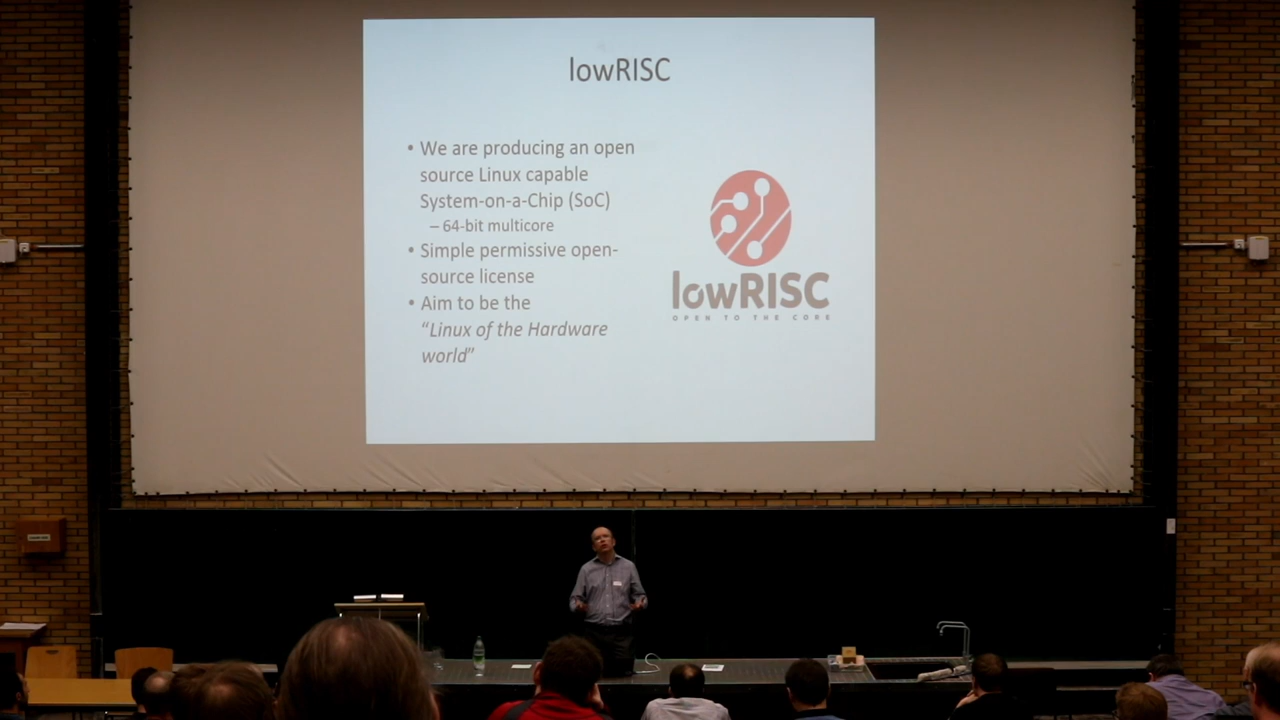 lowRISC
• We are producing an open
source Linux capable
System-on-a-Chip (SoC)
– 64-bit multicore
• Simple permissive open-
source license
• Aim to be the
“Linux of the Hardware
world”
lowRISC
OPEN TO THE CORE